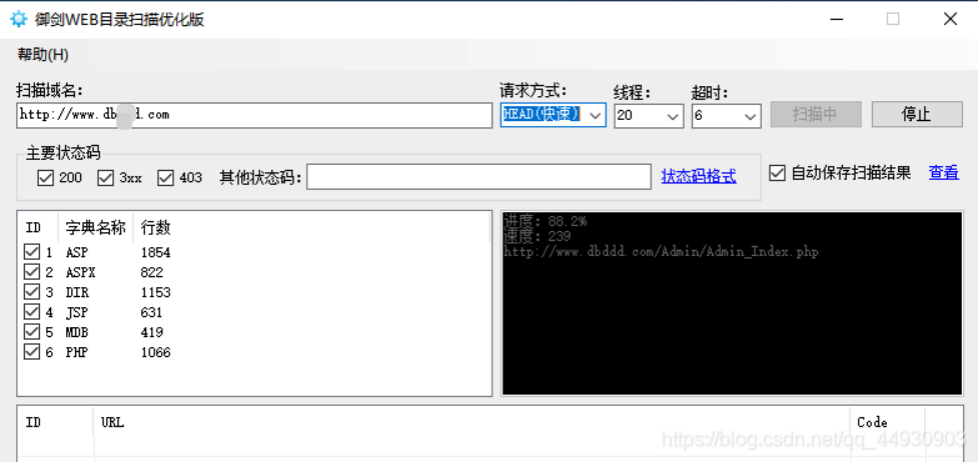 御剑WEB目录扫描优化版
帮助(H)
扫描域名： 请求方式： 线程： 超时：
http://www.db l.com HEAD(快速) 20 6 扫描中 停止
主要状态码
200 3xx 403 其他状态码： 状态码格式 自动保存扫描结果 查看
ID 字典名称 行数
1 ASP 1854
2 ASPX 822
3 DIR 1153
4 JSP 631
5 MDB 419
6 PHP 1066
进度：88.2%
速度：239
http://www.dbddd.com/Admin/Admin_Index.php
ID URL Code
https://blog.csdn.net/qq_44930903